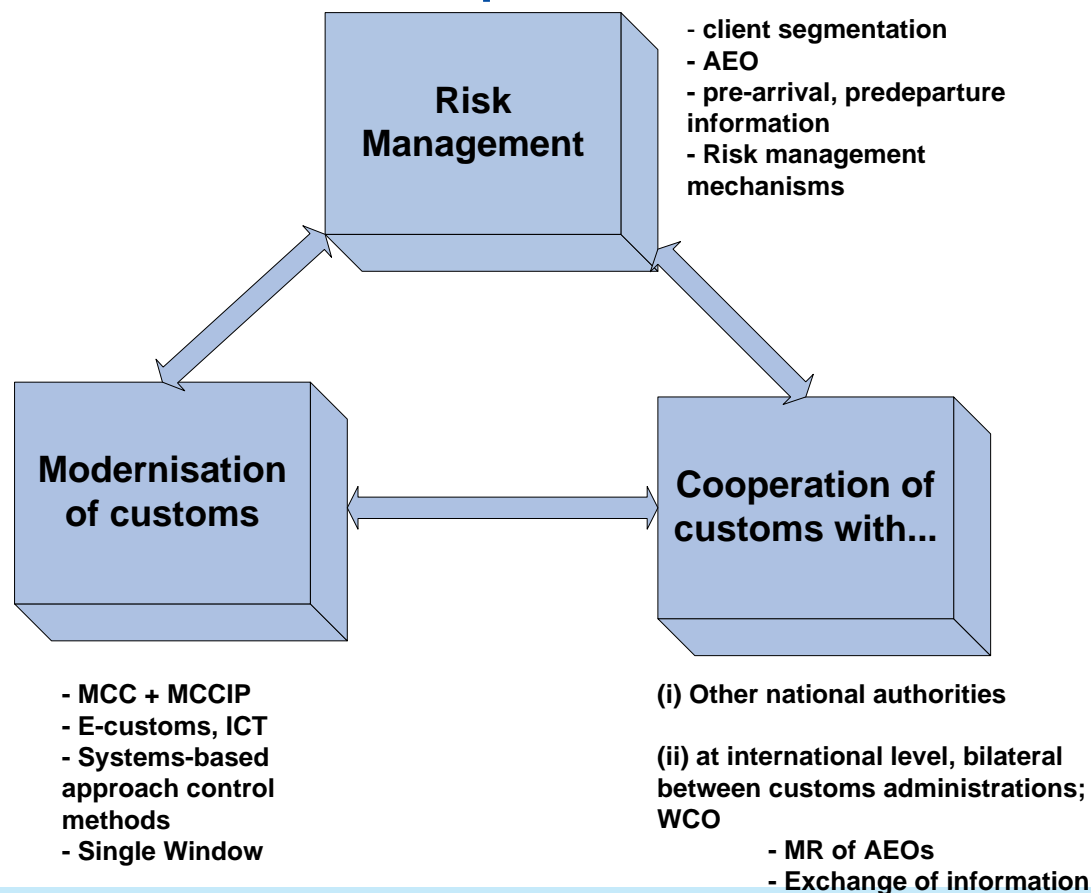 Risk
Management
- client segmentation
- AEO
- pre-arrival, predeparture
information
- Risk management
mechanisms
Modernisation
of customs
Cooperation of
customs with...
- MCC + MCCIP
- E-customs, ICT
- Systems-based
approach control
methods
- Single Window
(i) Other national authorities
(ii) at international level, bilateral
between customs administrations;
WCO
- MR of AEOs
- Exchange of information